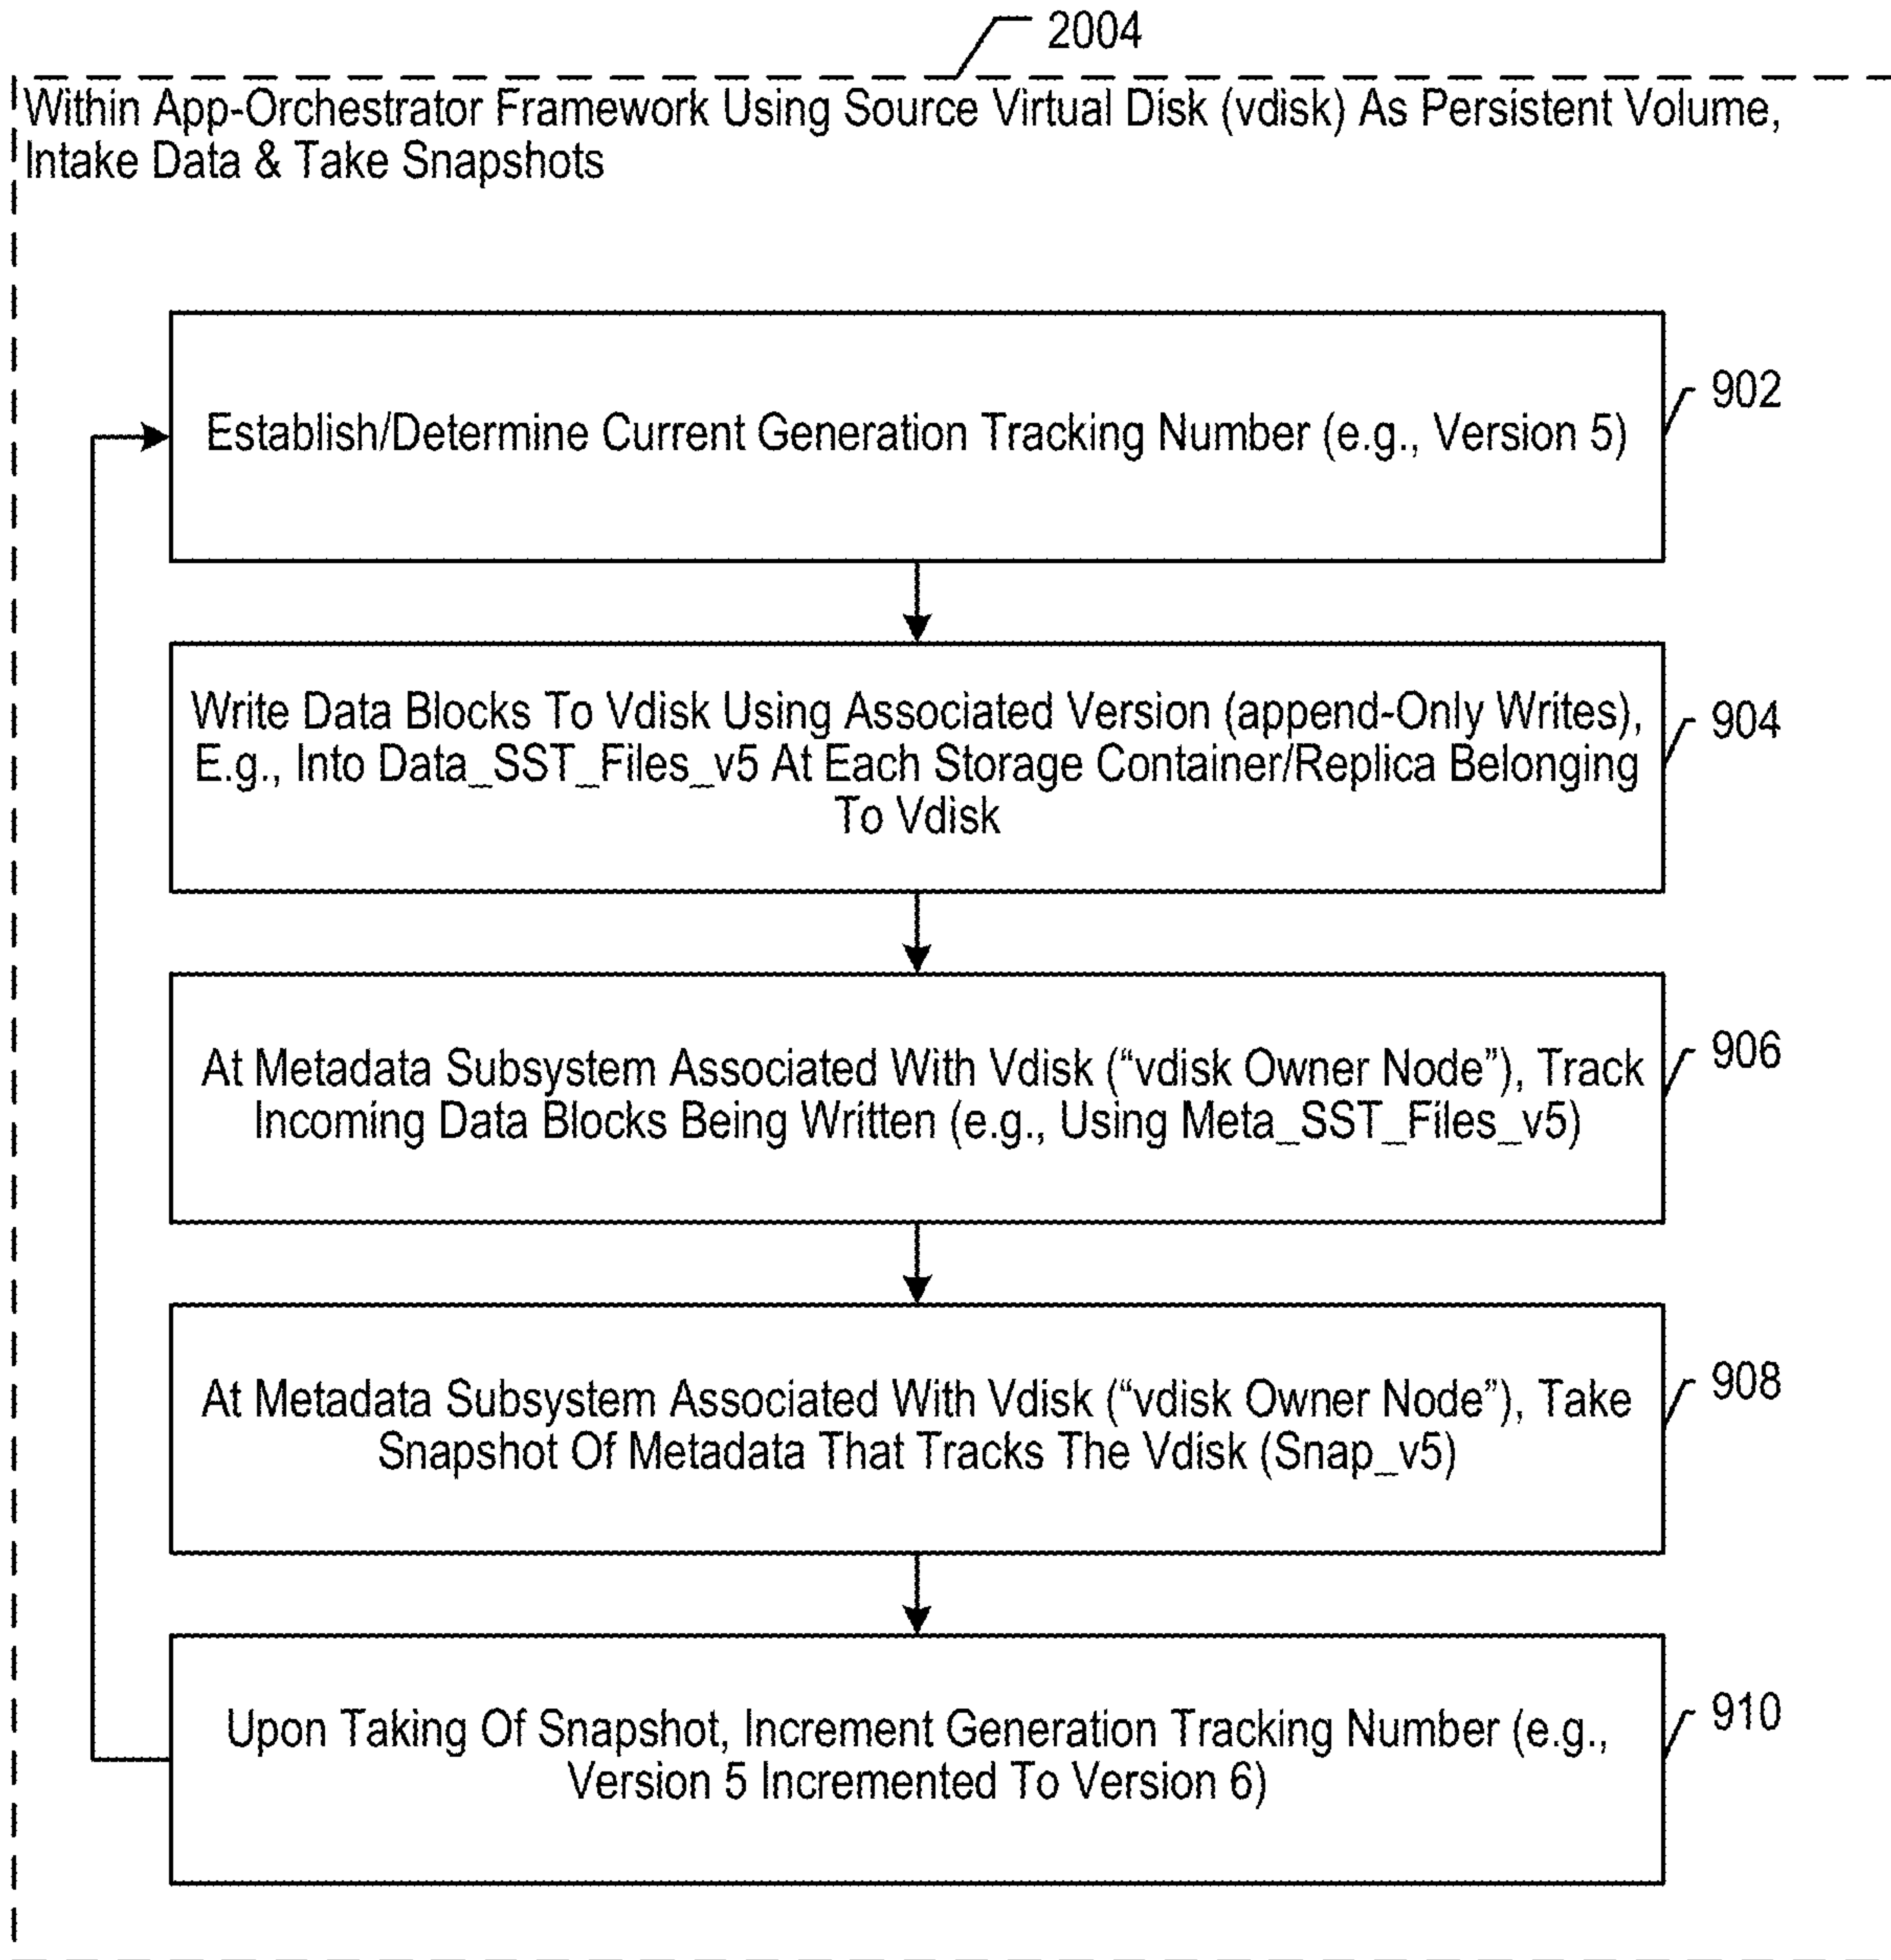 2004
Within App-Orchestrator Framework Using Source Virtual Disk (vdisk) As Persistent Volume,
Intake Data & Take Snapshots
Establish/Determine Current Generation Tracking Number (e.g., Version 5)
902
Write Data Blocks To Vdisk Using Associated Version (append-Only Writes),
E.g., Into Data_SST_Files_v5 At Each Storage Container/Replica Belonging
To Vdisk
904
At Metadata Subsystem Associated With Vdisk (“vdisk Owner Node”), Track
Incoming Data Blocks Being Written (e.g., Using Meta_SST_Files_v5)
906
At Metadata Subsystem Associated With Vdisk (“vdisk Owner Node”), Take
Snapshot Of Metadata That Tracks The Vdisk (Snap_v5)
908
Upon Taking Of Snapshot, Increment Generation Tracking Number (e.g.,
Version 5 Incremented To Version 6)
910